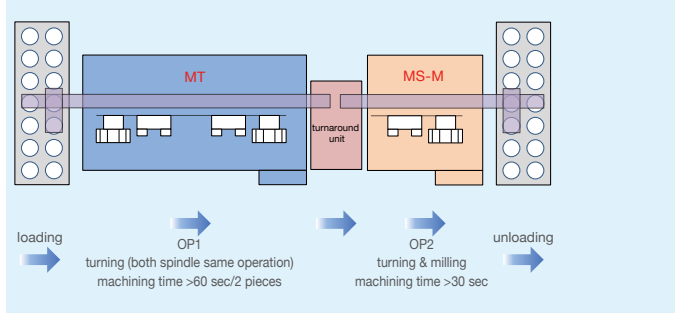 MT
MS-M
turnaround
unit
loading
OP1
turning (both spindle same operation)
machining time >60 sec/2 pieces
OP2
turning & milling
machining time >30 sec
unloading